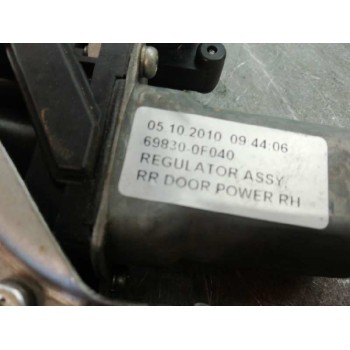 05.10.2010 09:44:06
69830-0F040
REGULATOR ASSY
RR DOOR POWER RH